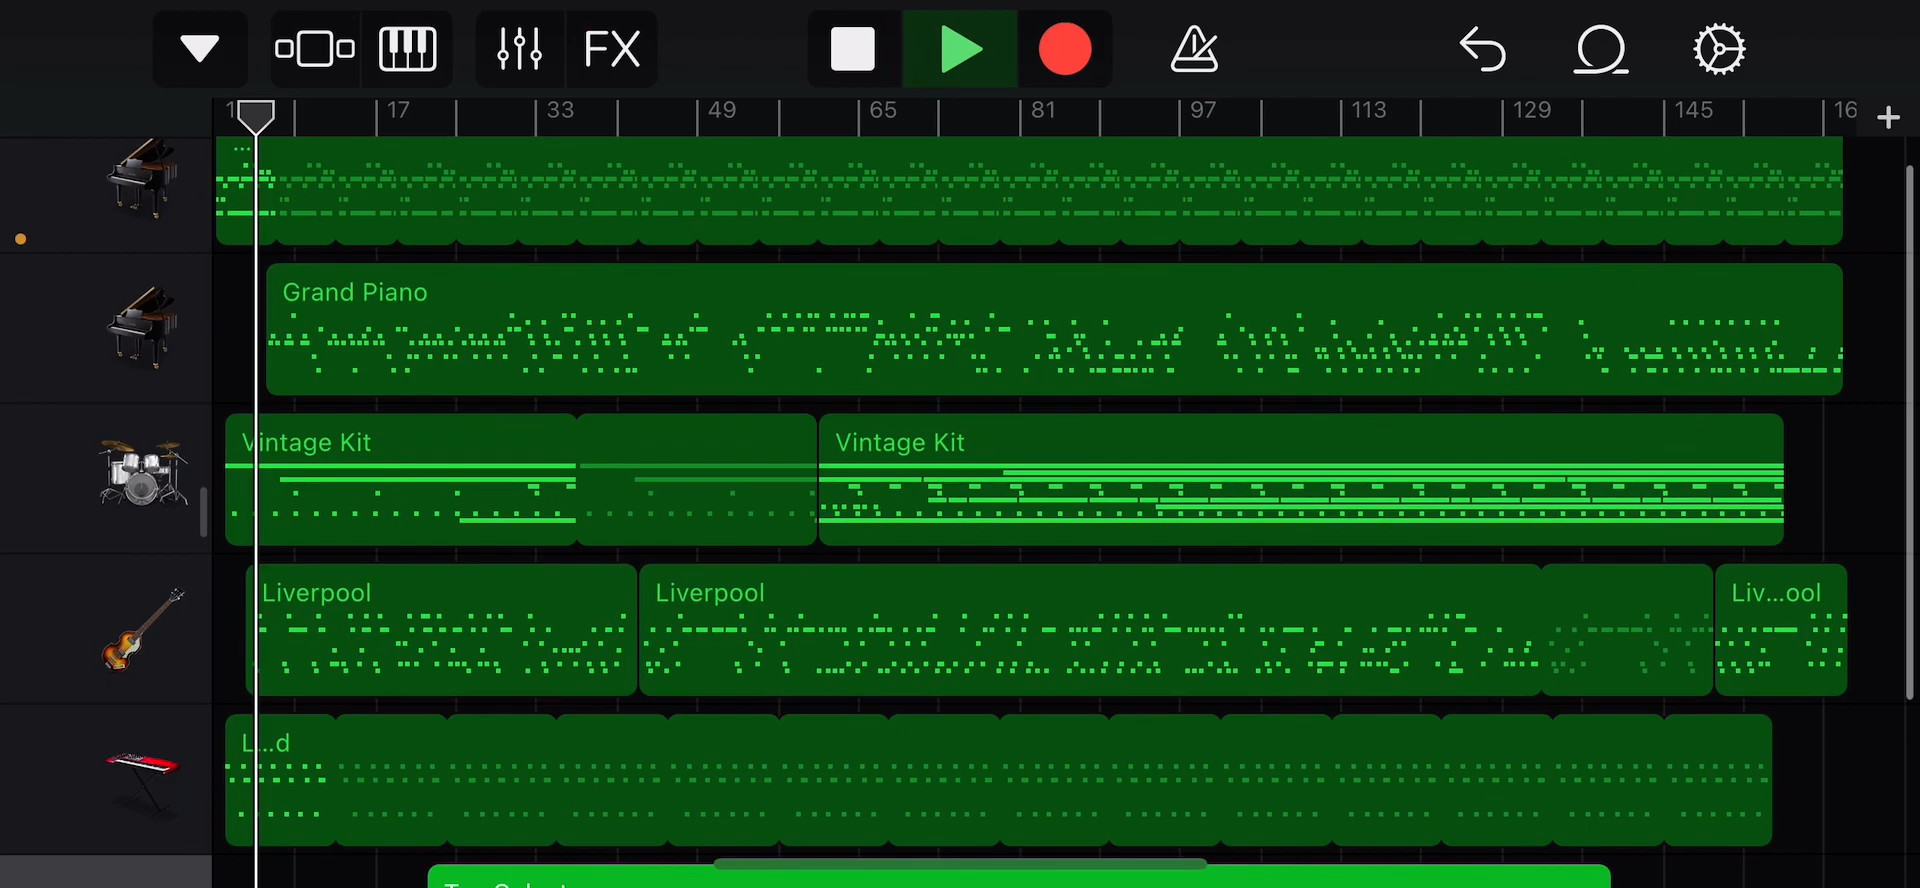 FX
1 17 33 49 65 81 97 113 129 145 16
Grand Piano
Vintage Kit Vintage Kit
Liverpool Liverpool Liv...ool
L...d